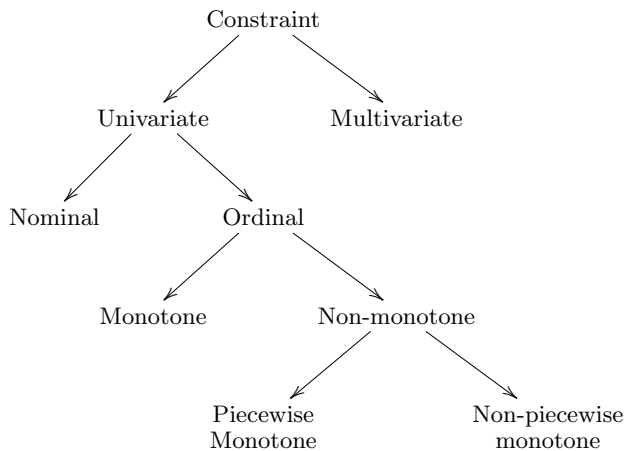 Constraint
Univariate
Multivariate
Nominal
Ordinal
Monotone
Non-monotone
Piecewise
Monotone
Non-piecewise
monotone